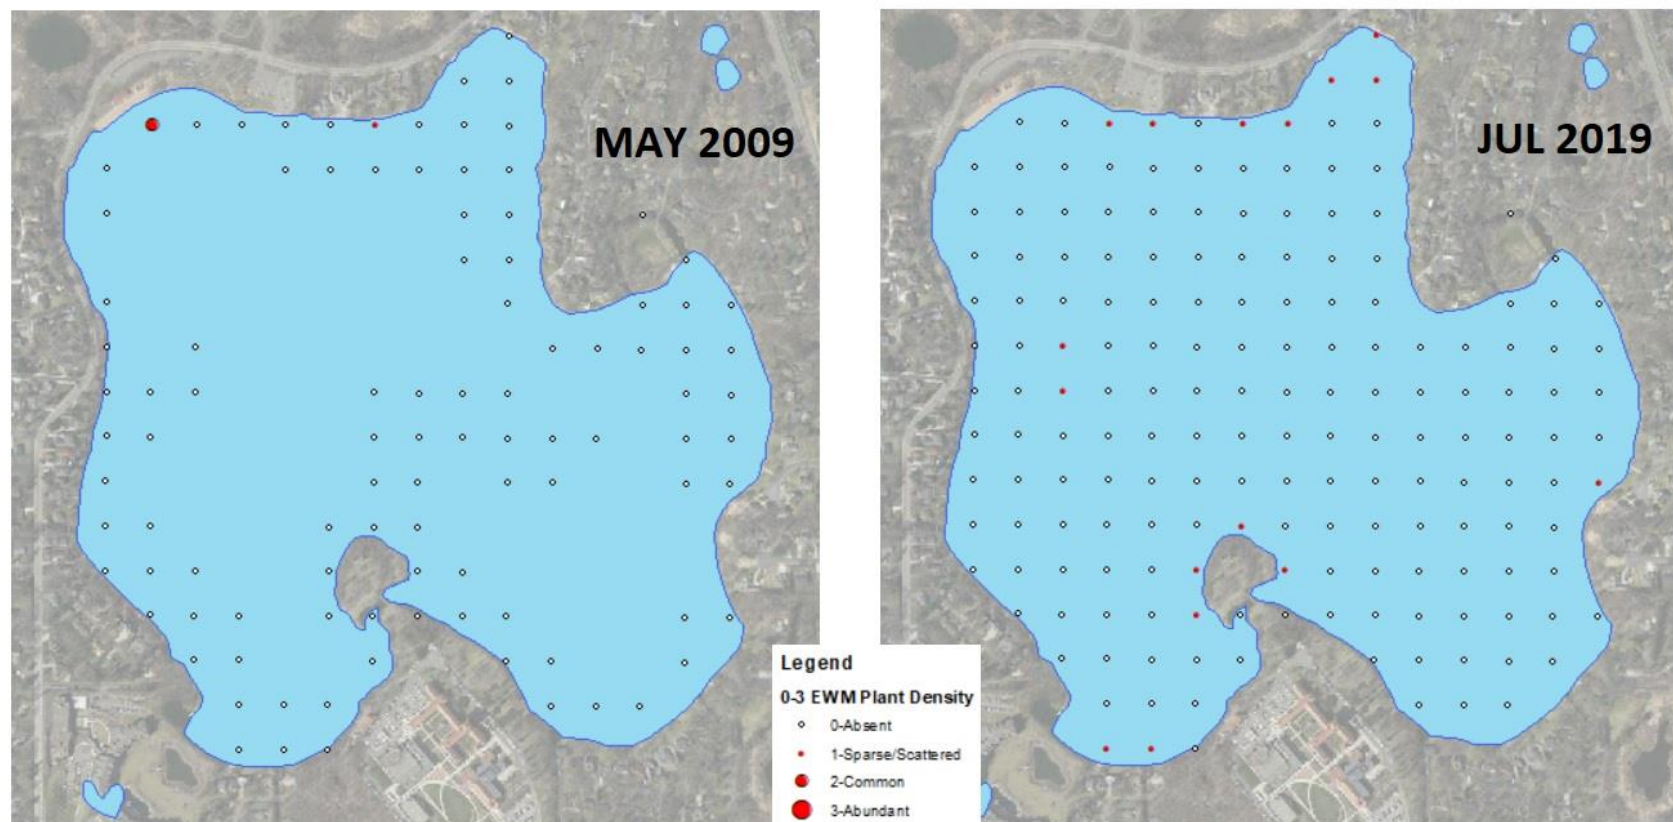 MAY 2009
JUL 2019
Legend
0-3 EWM Plant Density
0-Absent
1-Sparse/Scattered
2-Common
3-Abundant